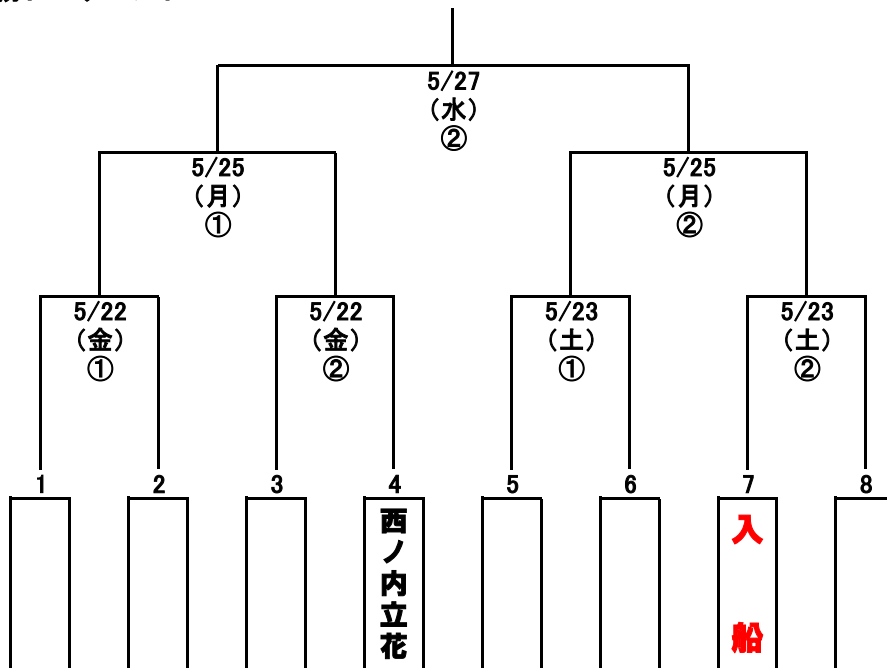 5/27
（水）
②
5/25
（月）
①
5/25
（月）
②
5/22
（金）
①
5/22
（金）
②
5/23
（土）
①
5/23
（土）
②
1 2 3 4 5 6 7 8
西ノ内立花
入船